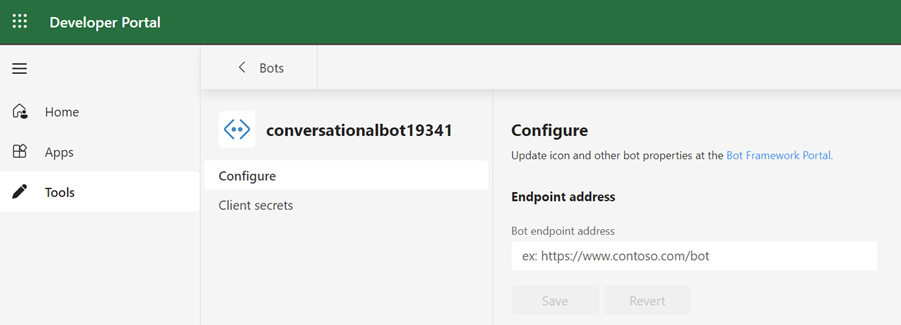 Developer Portal
Bots
Home
Apps
Tools
conversationalbot19341
Configure
Client secrets
Configure
Update icon and other bot properties at the Bot Framework Portal.
Endpoint address
Bot endpoint address
ex: https://www.contoso.com/bot
Save
Revert